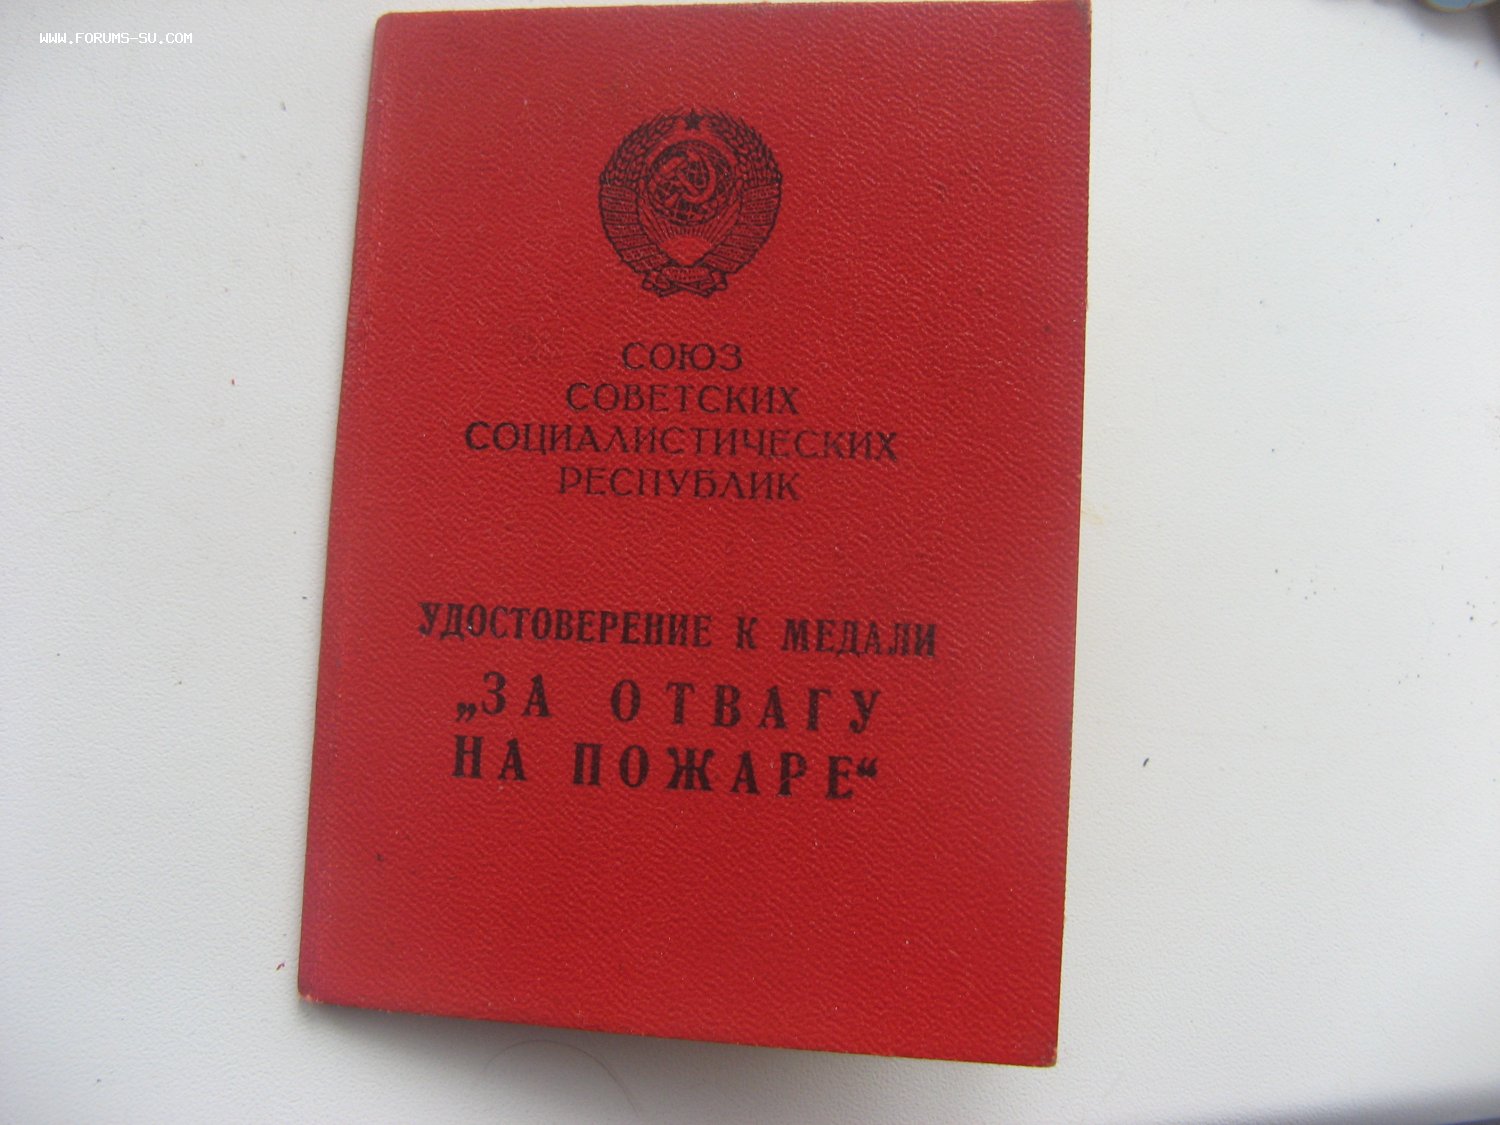 WWW.FORUMS-SU.COM
СОЮЗ
СОВЕТСКИХ
СОЦИАЛИСТИЧЕСКИХ
РЕСПУБЛИК
УДОСТОВЕРЕНИЕ К МЕДАЛИ
„ЗА ОТВАГУ
НА ПОЖАРЕ“